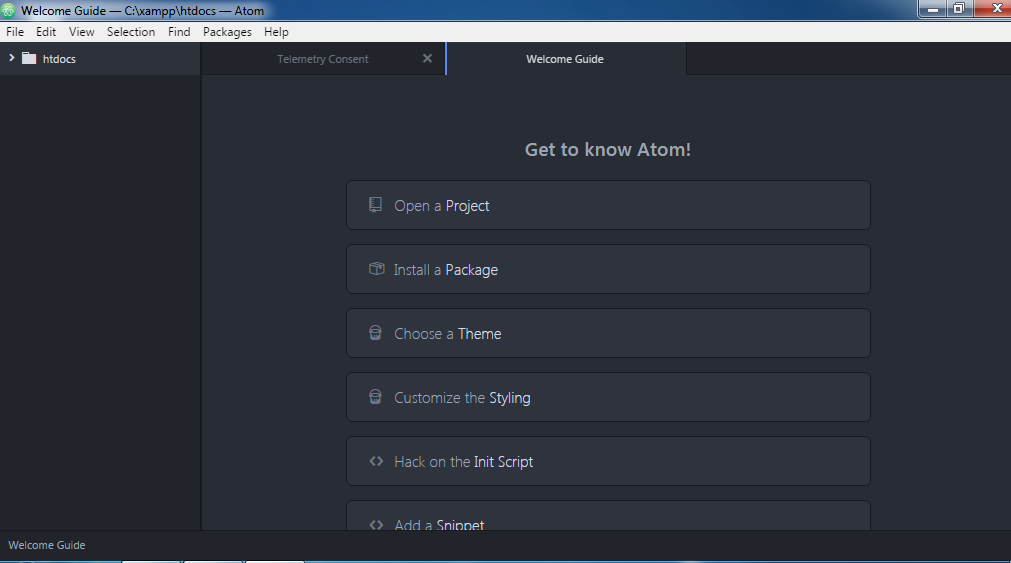 Welcome Guide — C:\xampp\htdocs — Atom
File Edit View Selection Find Packages Help
htdocs
Telemetry Consent
Welcome Guide
Get to know Atom!
Open a Project
Install a Package
Choose a Theme
Customize the Styling
Hack on the Init Script
Add a Snippet
Welcome Guide